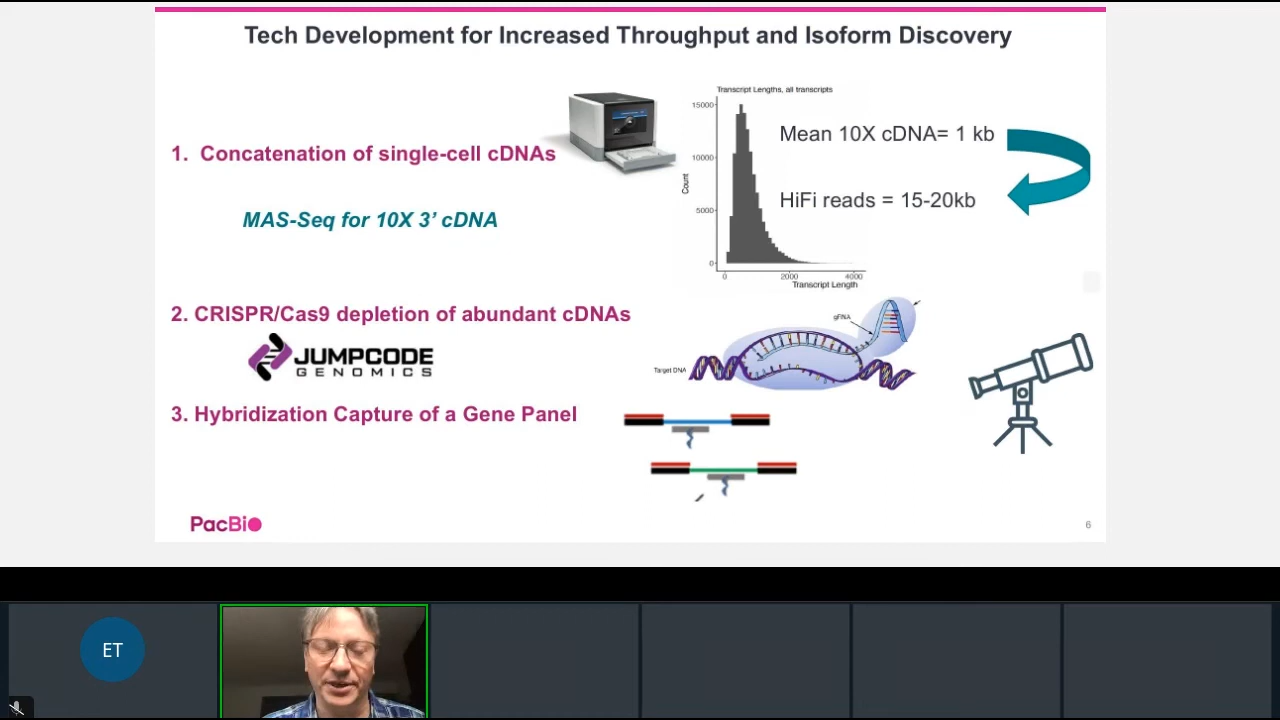 Tech Development for Increased Throughput and Isoform Discovery
1. Concatenation of single-cell cDNAs
MAS-Seq for 10X 3’ cDNA
Transcript Lengths, all transcripts
15000
10000
5000
0
Count
0 2000 4000
Transcript Length
Mean 10X cDNA= 1 kb
HiFi reads = 15-20kb
2. CRISPR/Cas9 depletion of abundant cDNAs
JUMPCODE
GENOMICS
gRNA
Target DNA
3. Hybridization Capture of a Gene Panel
PacBio
6
ET